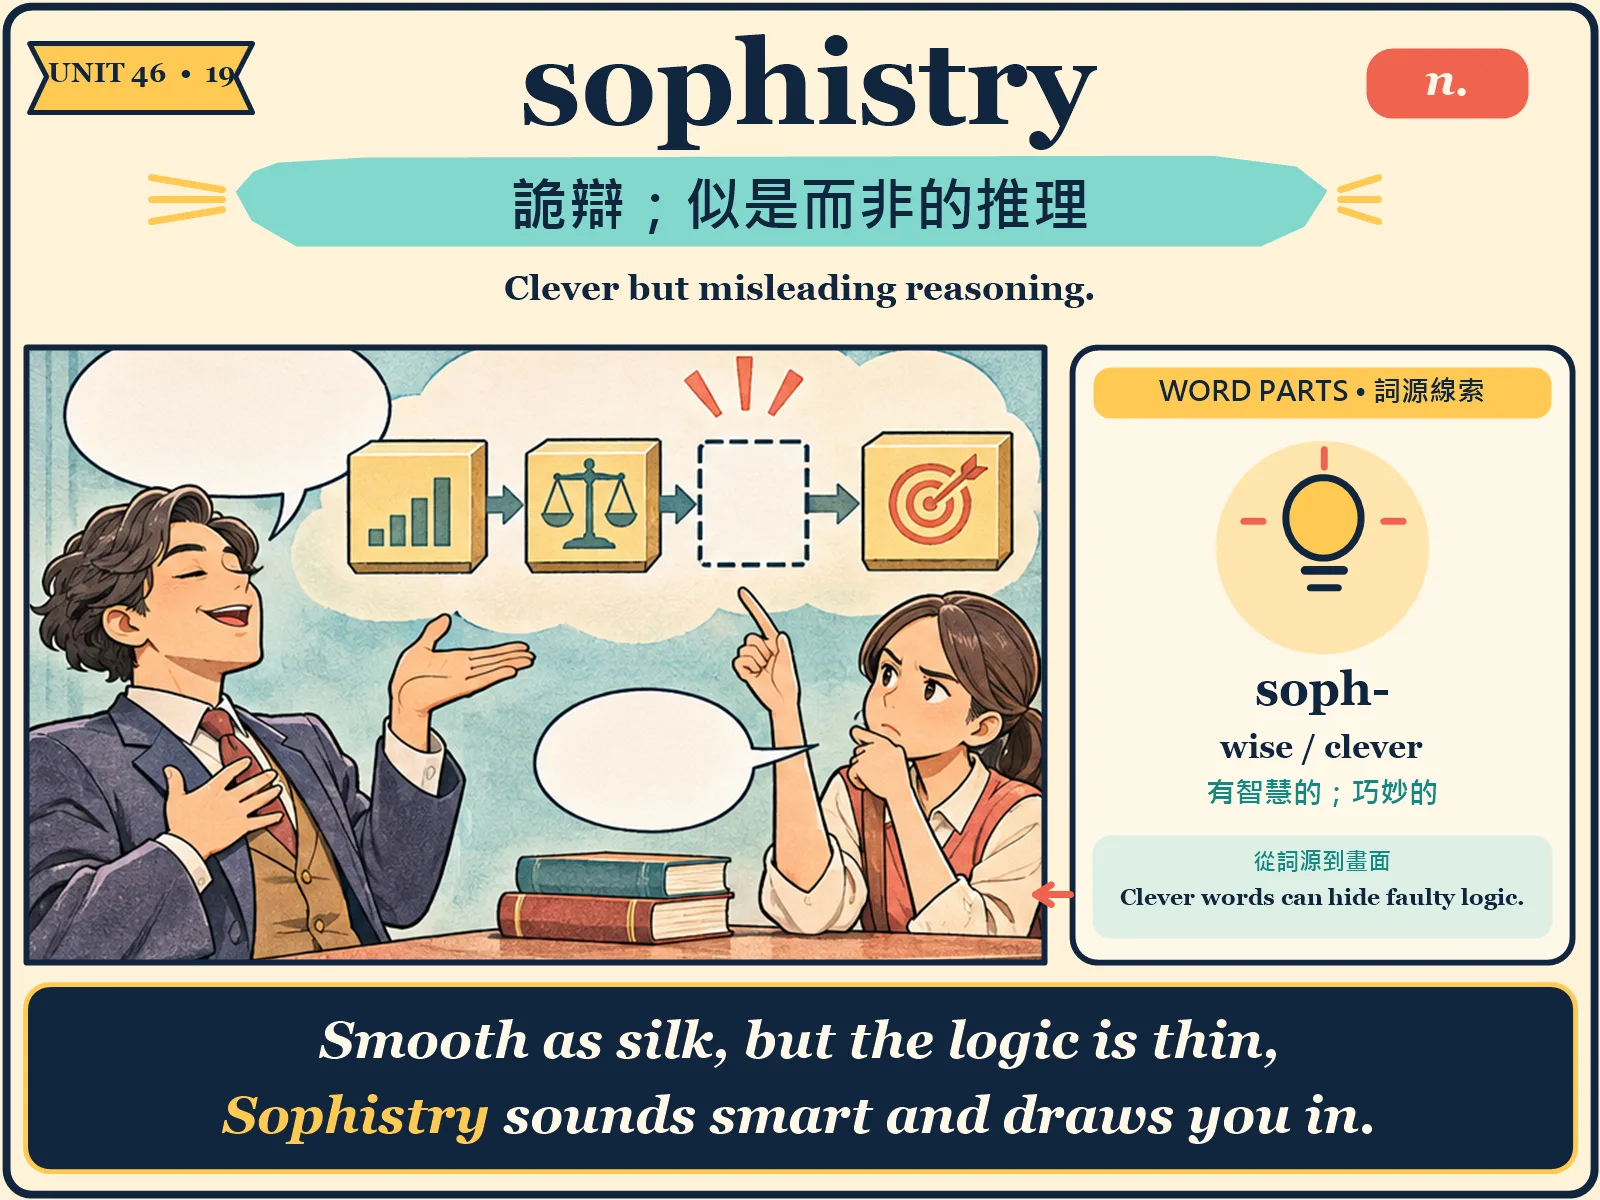 UNIT 46 • 19
sophistry
n.
詭辯；似是而非的推理
Clever but misleading reasoning.
WORD PARTS • 詞源線索
soph-
wise / clever
有智慧的；巧妙的
從詞源到畫面
Clever words can hide faulty logic.
Smooth as silk, but the logic is thin,
Sophistry sounds smart and draws you in.